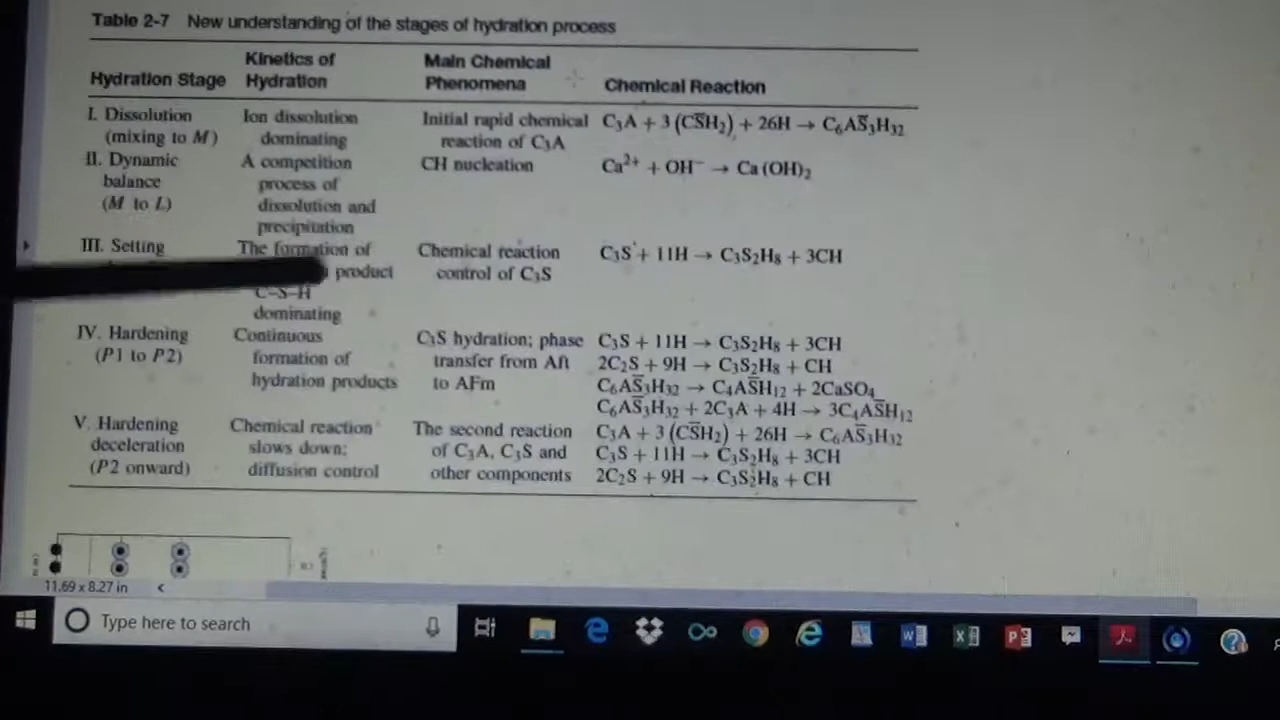 Table 2-7 New understanding of the stages of hydration process
Hydration Stage Kinetics of Hydration Main Chemical Phenomena Chemical Reaction
I. Dissolution Ion dissolution Initial rapid chemical C₃A + 3 (CS̅H₂) + 26H → C₆AS̅₃H₃₂
(mixing to M) dominating reaction of C₃A
II. Dynamic A competition CH nucleation Ca²⁺ + OH⁻ → Ca (OH)₂
balance process of
(M to L) dissolution and
precipitation
III. Setting The formation of Chemical reaction C₃S + 11H → C₃S₂H₈ + 3CH
product control of C₃S
C–S–H
dominating
IV. Hardening Continuous C₃S hydration; phase C₃S + 11H → C₃S₂H₈ + 3CH
(P1 to P2) formation of transfer from Aft 2C₂S + 9H → C₃S₂H₈ + CH
hydration products to AFm C₆AS̅₃H₃₂ → C₄AS̅H₁₂ + 2CaSO₄
C₆AS̅₃H₃₂ + 2C₃A + 4H → 3C₄AS̅H₁₂
V. Hardening Chemical reaction The second reaction C₃A + 3 (CS̅H₂) + 26H → C₆AS̅₃H₃₂
deceleration slows down; of C₃A, C₃S and C₃S + 11H → C₃S₂H₈ + 3CH
(P2 onward) diffusion control other components 2C₂S + 9H → C₃S₂H₈ + CH
11.69 x 8.27 in
Type here to search